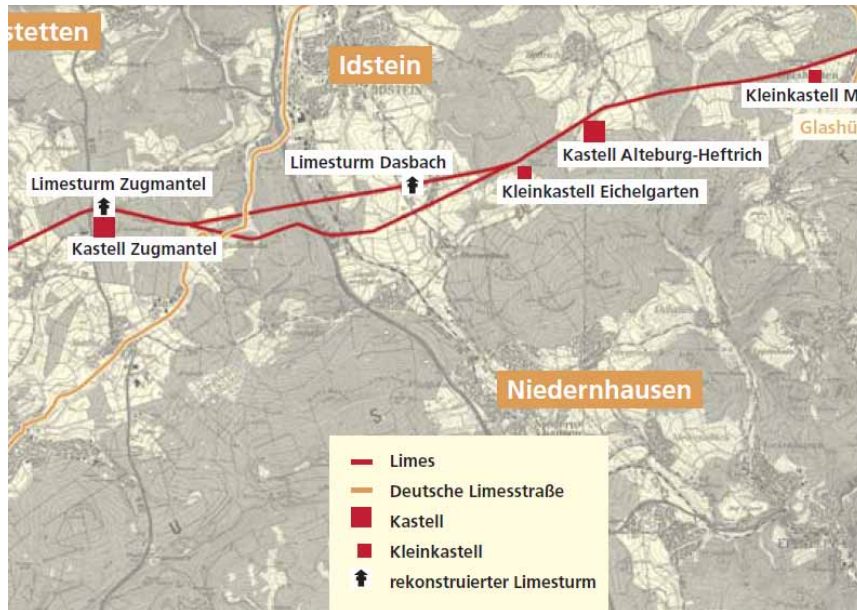 stetten
Idstein
IDSTEIN
Kleinkastell M
Glashü
Kastell Alteburg-Heftrich
Limesturm Dasbach
Kleinkastell Eichelgarten
Limesturm Zugmantel
Kastell Zugmantel
Niedernhausen
S
U
Limes
Deutsche Limesstraße
Kastell
Kleinkastell
rekonstruierter Limesturm